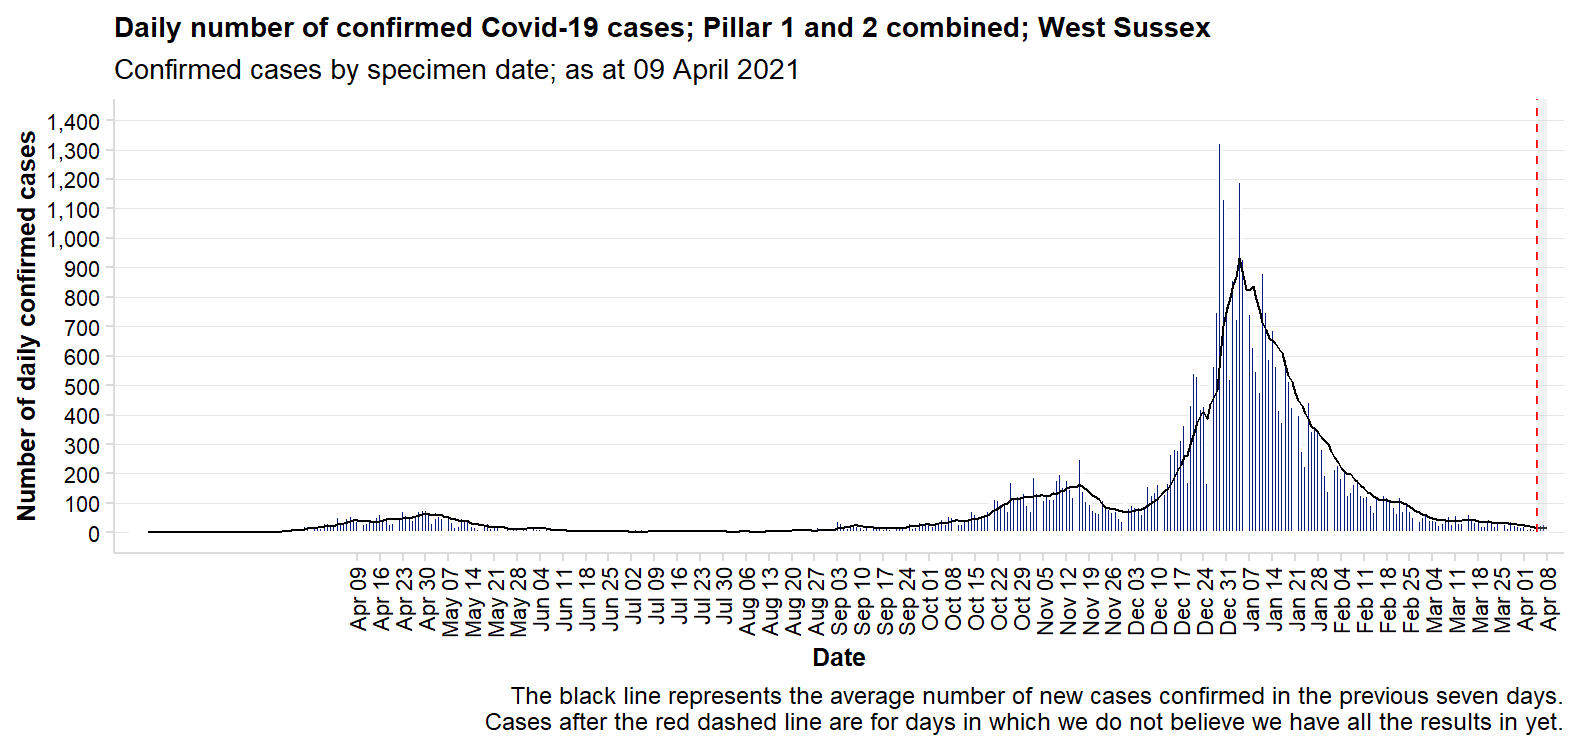 Daily number of confirmed Covid-19 cases; Pillar 1 and 2 combined; West Sussex
Confirmed cases by specimen date; as at 09 April 2021
Number of daily confirmed cases
1,400
1,300
1,200
1,100
1,000
900
800
700
600
500
400
300
200
100
0
Apr 09
Apr 16
Apr 23
Apr 30
May 07
May 14
May 21
May 28
Jun 04
Jun 11
Jun 18
Jun 25
Jul 02
Jul 09
Jul 16
Jul 23
Jul 30
Aug 06
Aug 13
Aug 20
Aug 27
Sep 03
Sep 10
Sep 17
Sep 24
Oct 01
Oct 08
Oct 15
Oct 22
Oct 29
Nov 05
Nov 12
Nov 19
Nov 26
Dec 03
Dec 10
Dec 17
Dec 24
Dec 31
Jan 07
Jan 14
Jan 21
Jan 28
Feb 04
Feb 11
Feb 18
Feb 25
Mar 04
Mar 11
Mar 18
Mar 25
Apr 01
Apr 08
Date
The black line represents the average number of new cases confirmed in the previous seven days.
Cases after the red dashed line are for days in which we do not believe we have all the results in yet.